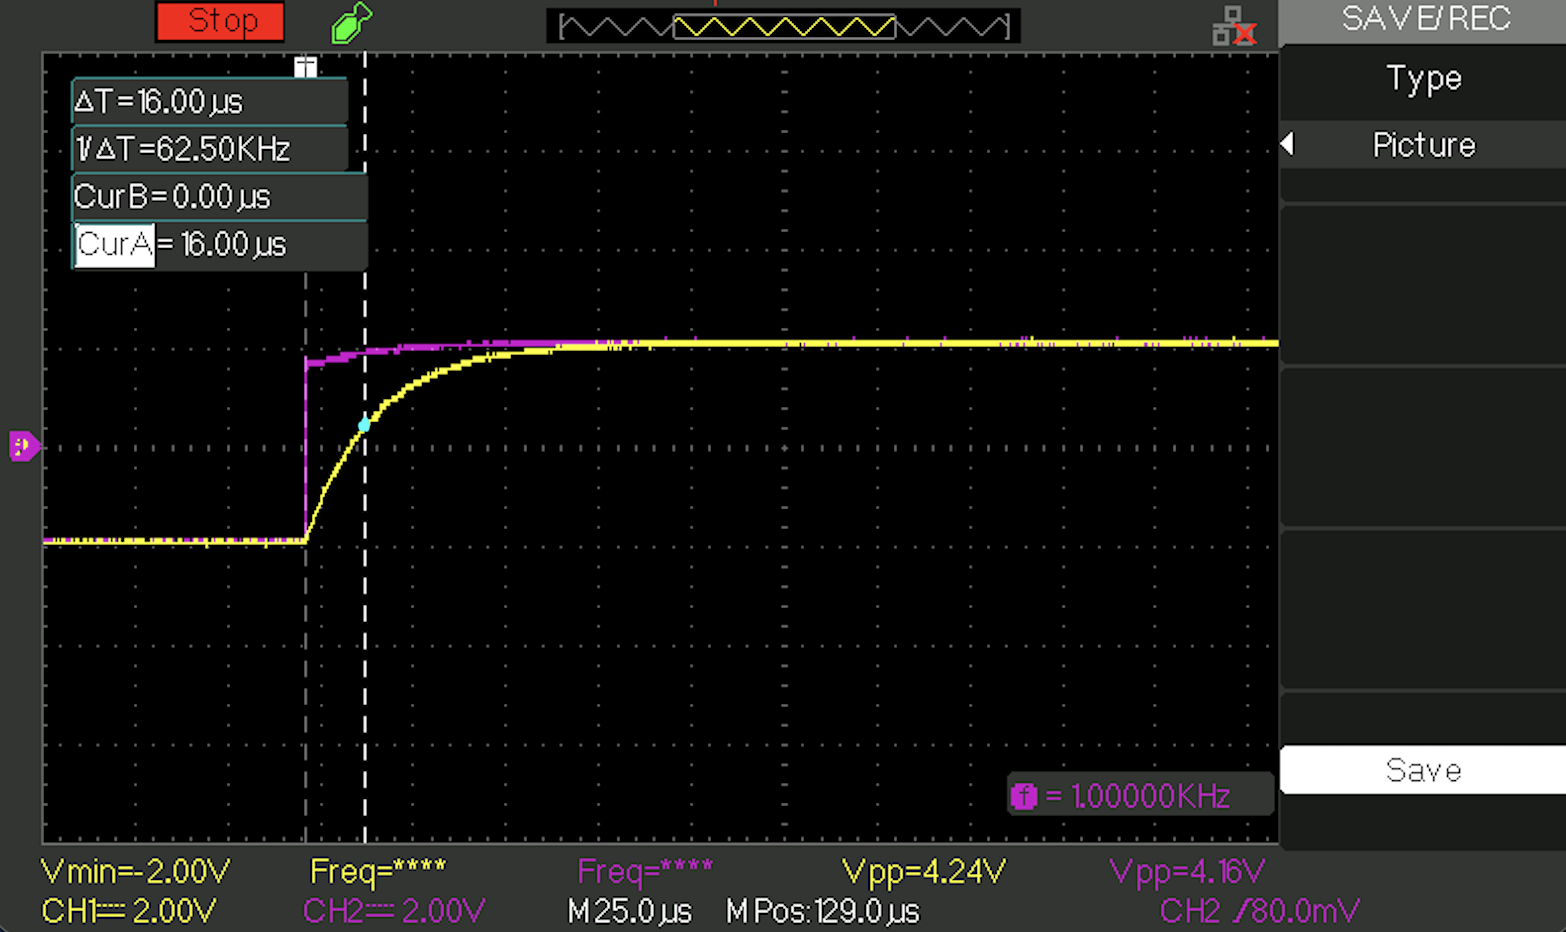 Stop
SAVE/REC
Type
Picture
T
ΔT=16.00µs
1/ΔT=62.50KHz
CurB=0.00µs
CurA=16.00µs
f = 1.00000KHz
Save
Vmin=-2.00V Freq=**** Freq=**** Vpp=4.24V Vpp=4.16V
CH1 2.00V CH2 2.00V M25.0µs MPos:129.0µs CH2 80.0mV